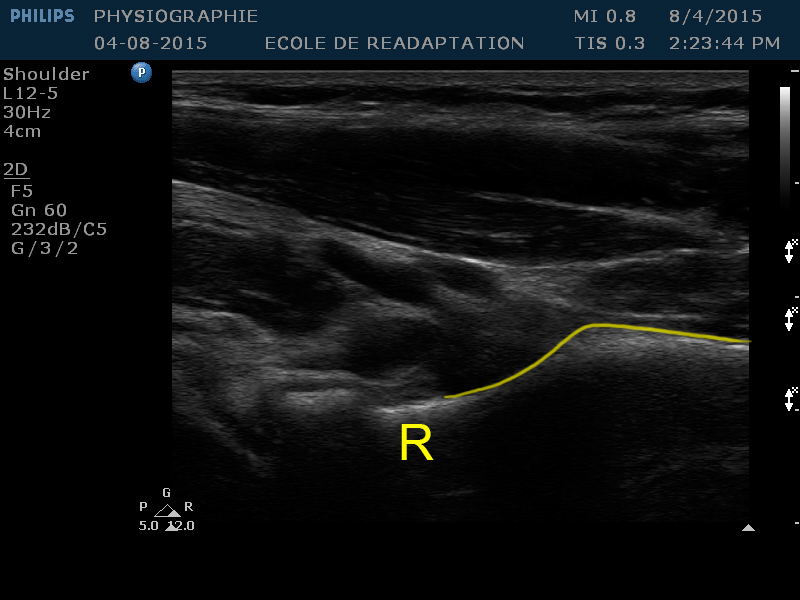 PHILIPS PHYSIOGRAPHIE MI 0.8 8/4/2015
04-08-2015 ECOLE DE READAPTATION TIS 0.3 2:23:44 PM
Shoulder P
L12-5
30Hz
4cm
2D
F5
Gn 60
232dB/C5
G/3/2
R
G
P R
5.0 12.0